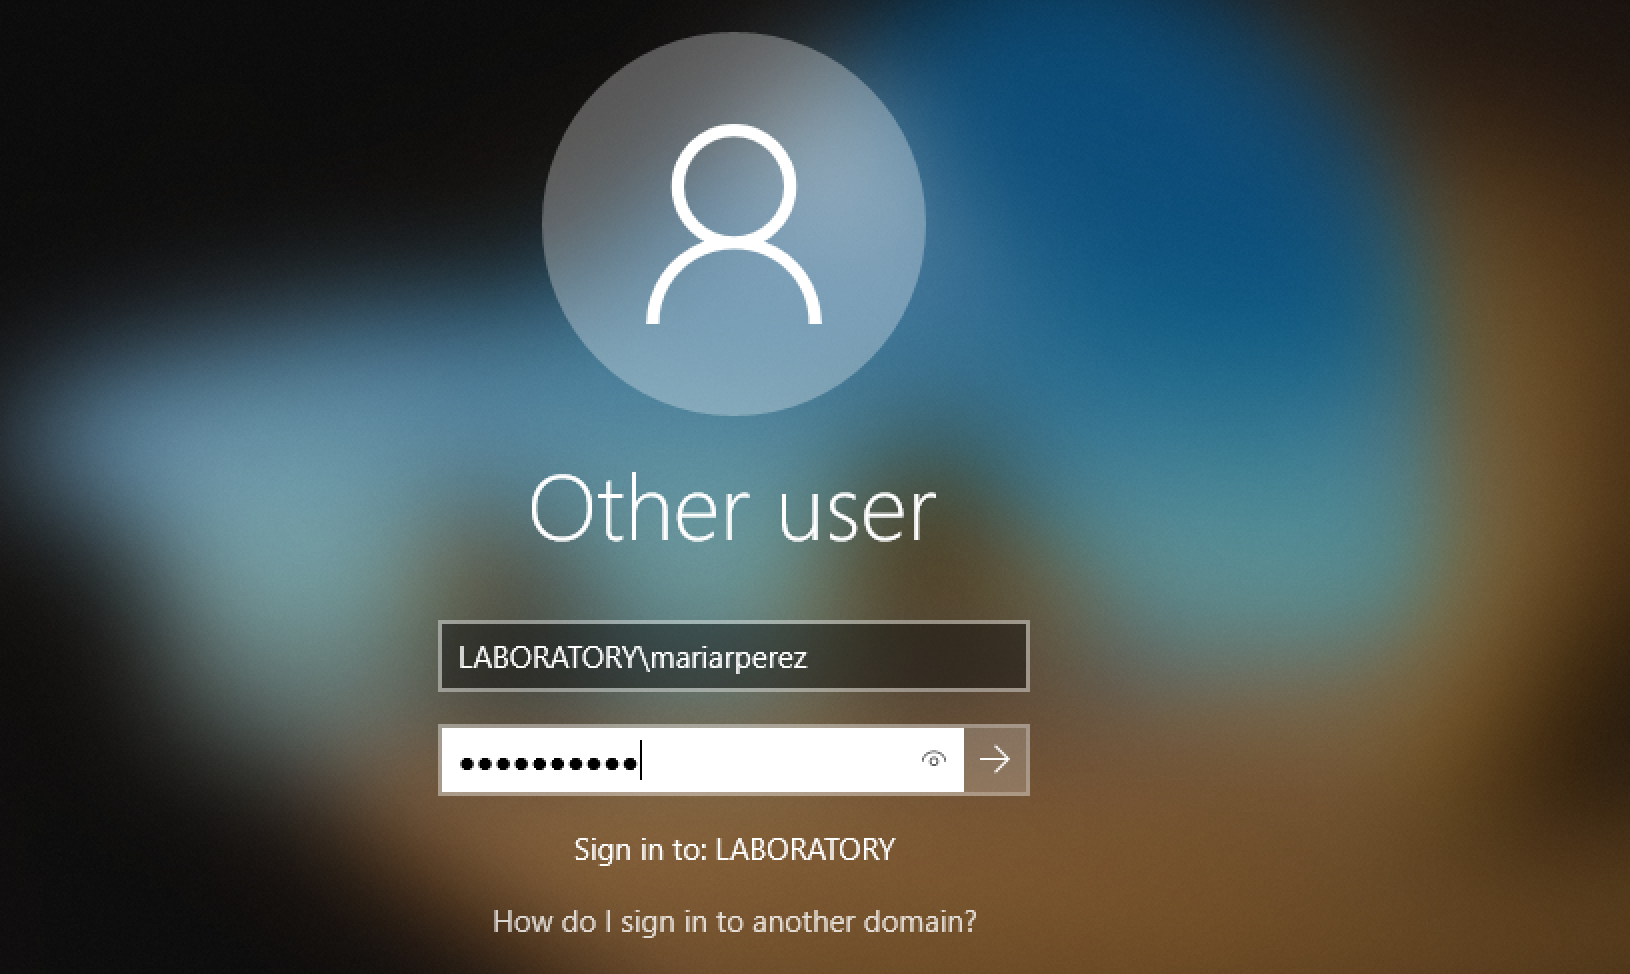 Other user
LABORATORY\mariarperez
●●●●●●●●●●
Sign in to: LABORATORY
How do I sign in to another domain?